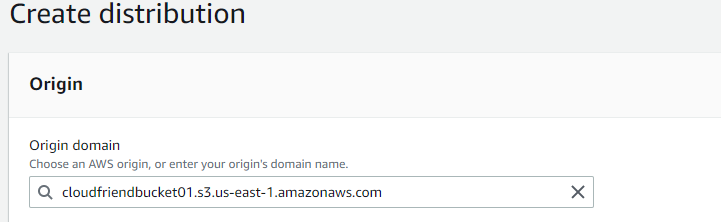 Create distribution
Origin
Origin domain
Choose an AWS origin, or enter your origin's domain name.
cloudfriendbucket01.s3.us-east-1.amazonaws.com